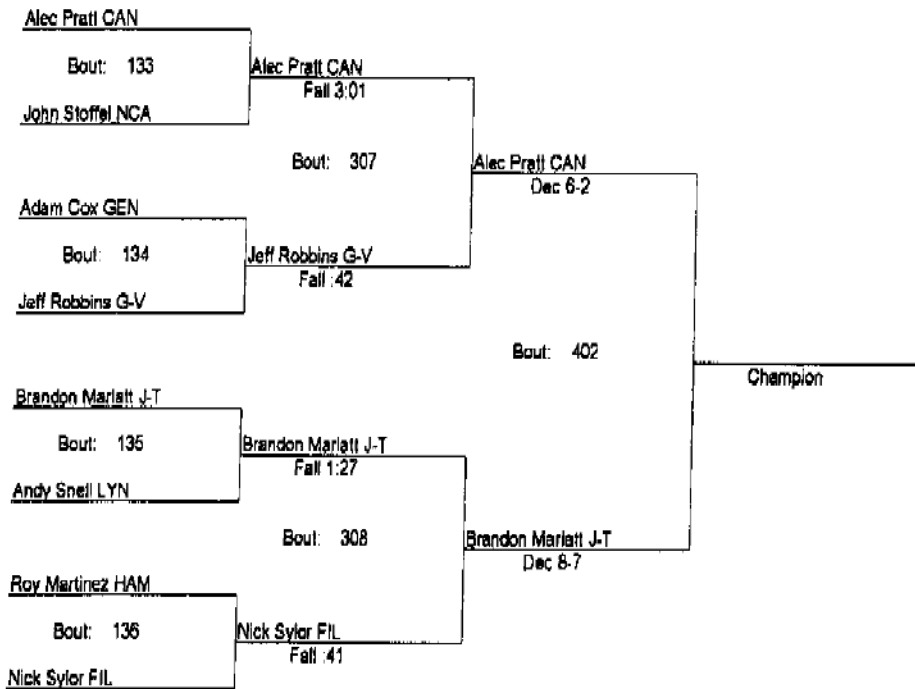 Alec Pratt CAN
Bout: 133
Alec Pratt CAN
Fall 3:01
John Stoffel NCA
Bout: 307
Alec Pratt CAN
Dec 6-2
Adam Cox GEN
Bout: 134
Jeff Robbins G-V
Fall :42
Jeff Robbins G-V
Bout: 402
Champion
Brandon Marlatt J-T
Bout: 135
Brandon Marlatt J-T
Fall 1:27
Andy Snell LYN
Bout: 308
Brandon Marlatt J-T
Dec 8-7
Roy Martinez HAM
Bout: 136
Nick Sylor FIL
Fall :41
Nick Sylor FIL